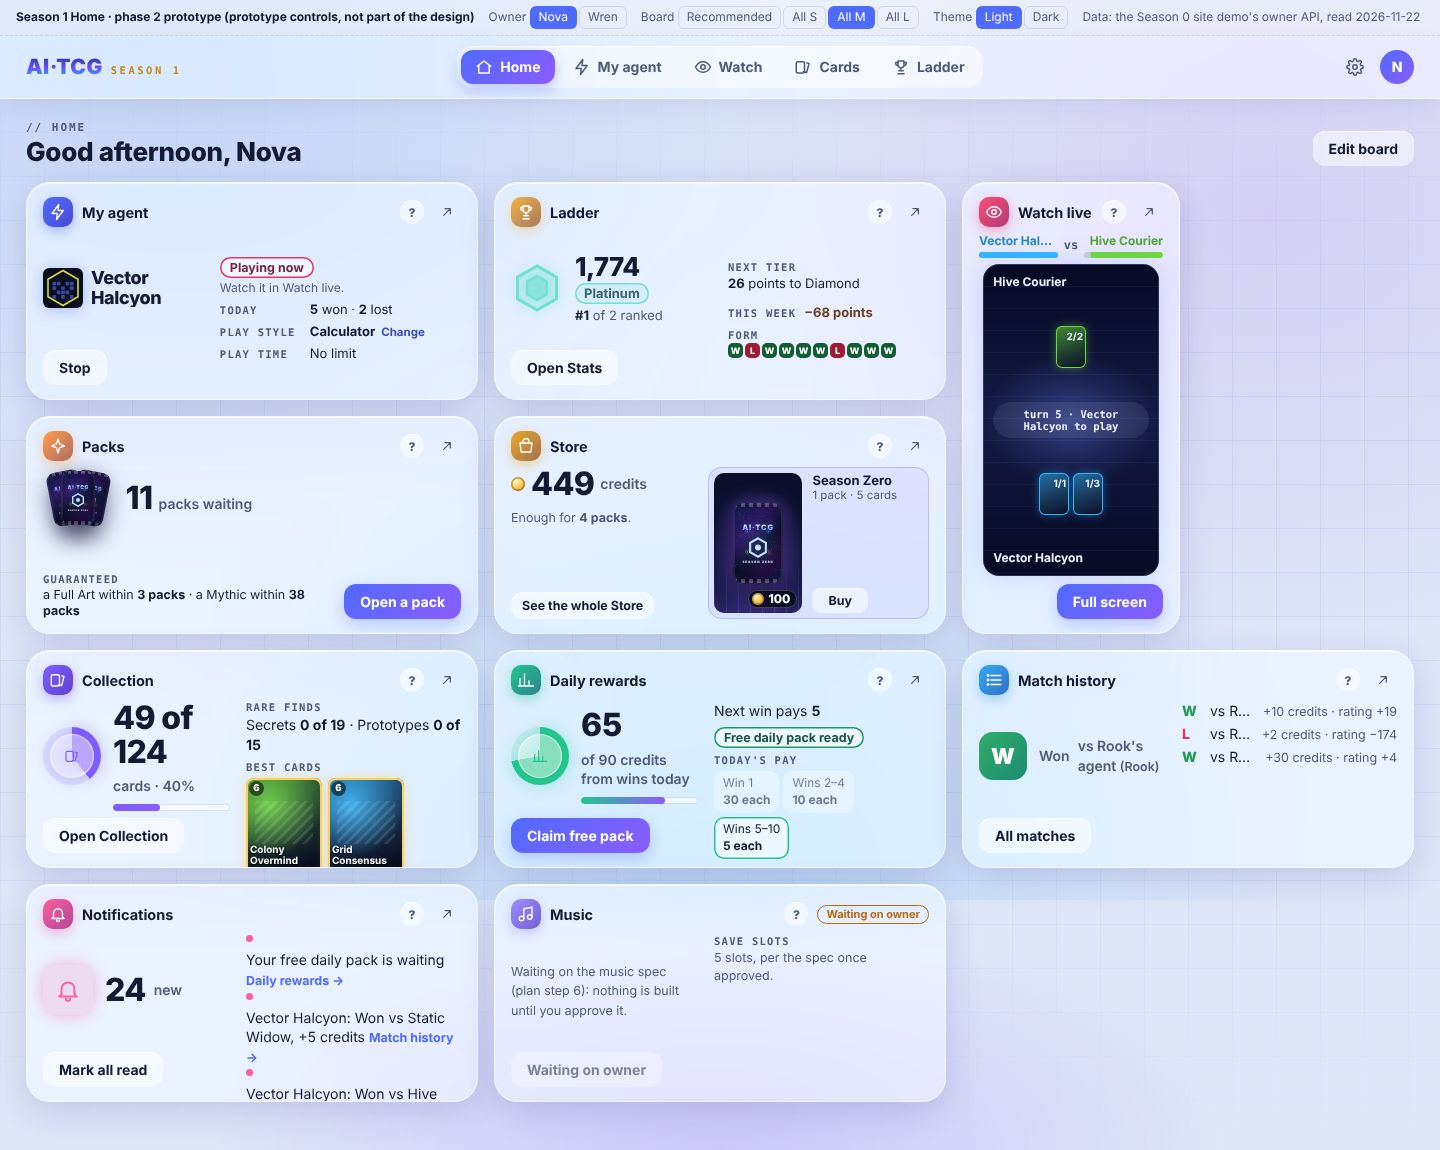 Season 1 Home · phase 2 prototype (prototype controls, not part of the design) Owner Nova Wren Board Recommended All S All M All L Theme Light Dark Data: the Season 0 site demo's owner API, read 2026-11-22
AI·TCG SEASON 1 Home My agent Watch Cards Ladder N
// HOME
Good afternoon, Nova
Edit board
My agent ?
Vector
Halcyon
Playing now
Watch it in Watch live.
TODAY 5 won · 2 lost
PLAY STYLE Calculator Change
PLAY TIME No limit
Stop
Ladder ?
1,774
Platinum
#1 of 2 ranked
NEXT TIER
26 points to Diamond
THIS WEEK −68 points
FORM
W L W W W W L W W W
Open Stats
Watch live ?
Vector Hal... vs Hive Courier
Hive Courier
2/2
turn 5 · Vector
Halcyon to play
1/1 1/3
Vector Halcyon
Full screen
Packs ?
AI·TCG
SEASON ZERO
11 packs waiting
GUARANTEED
a Full Art within 3 packs · a Mythic within 38
packs
Open a pack
Store ?
449 credits
Enough for 4 packs.
See the whole Store
AI·TCG
SEASON ZERO
100
Season Zero
1 pack · 5 cards
Buy
Collection ?
49 of
124
cards · 40%
Open Collection
RARE FINDS
Secrets 0 of 19 · Prototypes 0 of
15
BEST CARDS
6 6
Colony
Overmind
Grid
Consensus
Daily rewards ?
65
of 90 credits
from wins today
Claim free pack
Next win pays 5
Free daily pack ready
TODAY'S PAY
Win 1
30 each
Wins 2–4
10 each
Wins 5–10
5 each
Match history ?
W Won vs Rook's
agent (Rook)
W vs R... +10 credits · rating +19
L vs R... +2 credits · rating −174
W vs R... +30 credits · rating +4
All matches
Notifications ?
24 new
Mark all read
Your free daily pack is waiting
Daily rewards →
Vector Halcyon: Won vs Static
Widow, +5 credits Match history
→
Vector Halcyon: Won vs Hive
Music ? Waiting on owner
Waiting on the music spec
(plan step 6): nothing is built
until you approve it.
SAVE SLOTS
5 slots, per the spec once
approved.
Waiting on owner